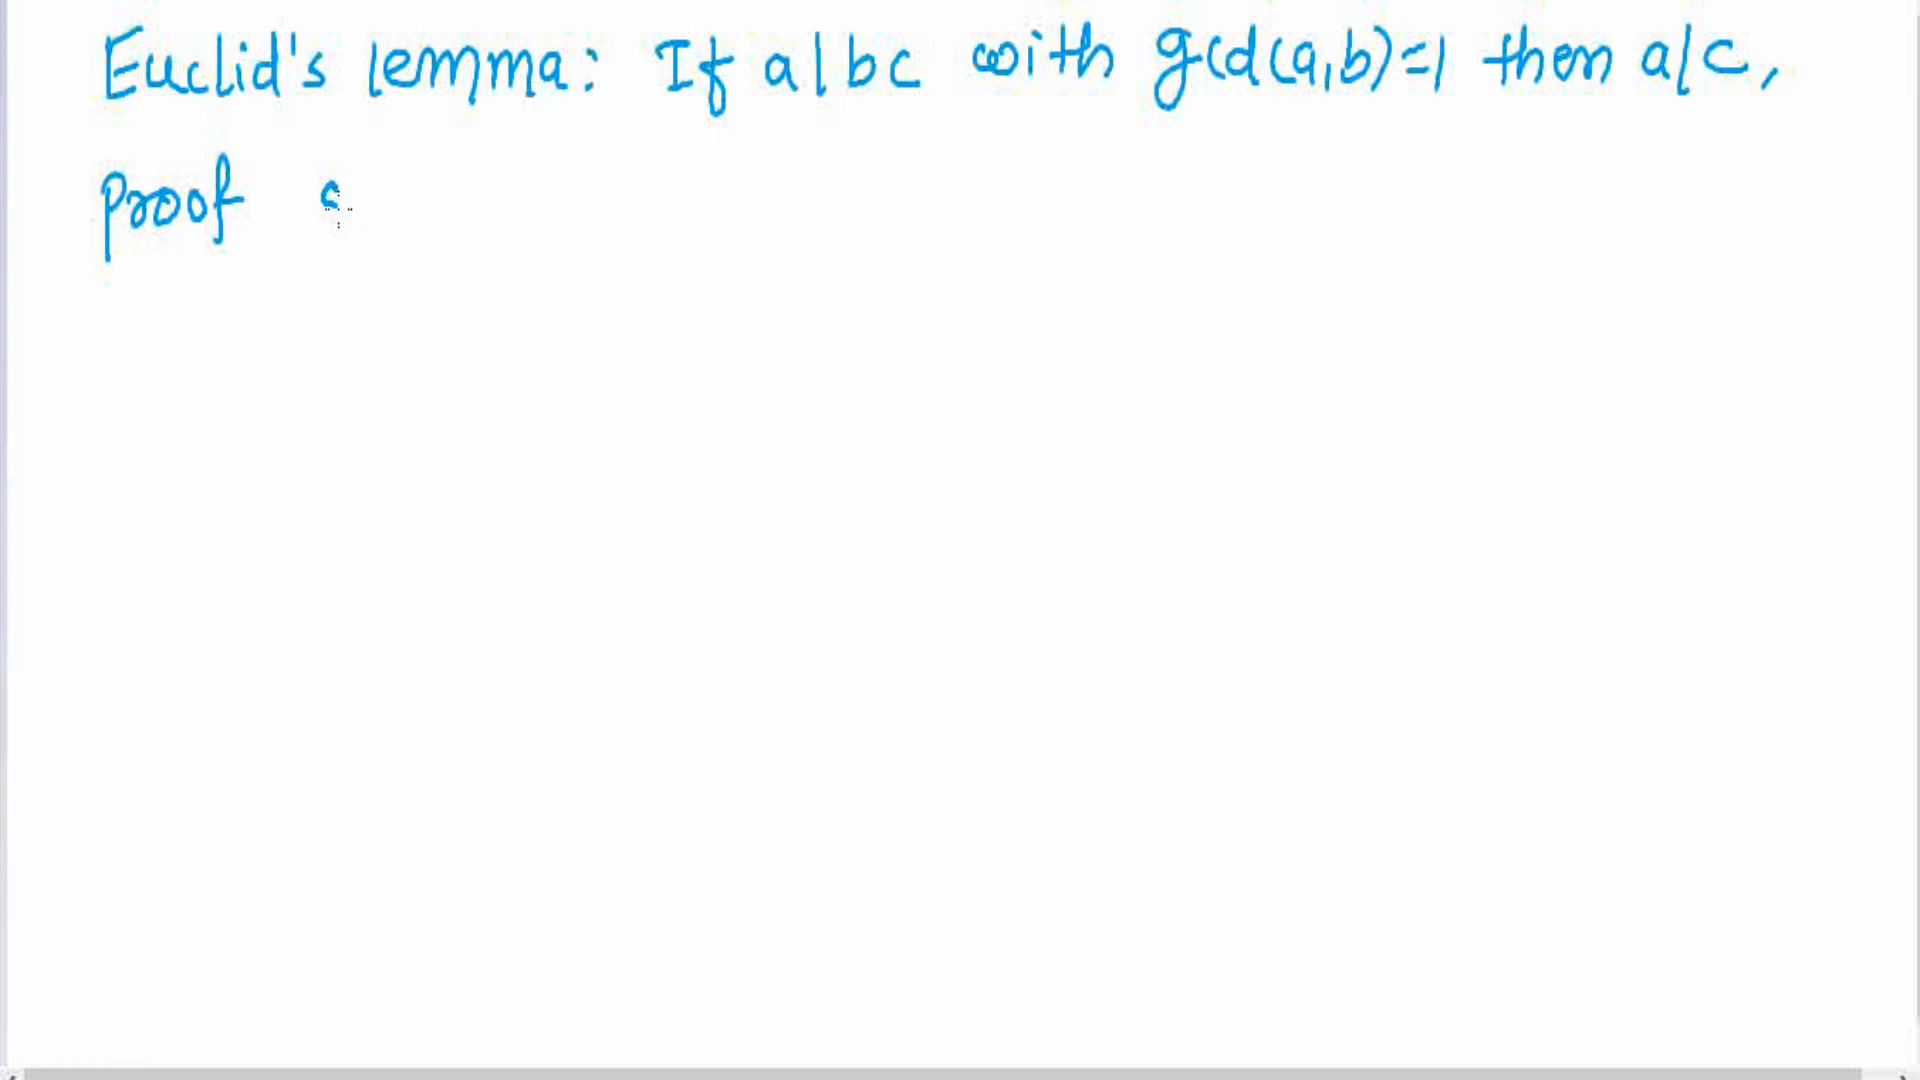 Euclid's lemma: If a|bc with gcd(a,b)=1 then a|c,
Proof